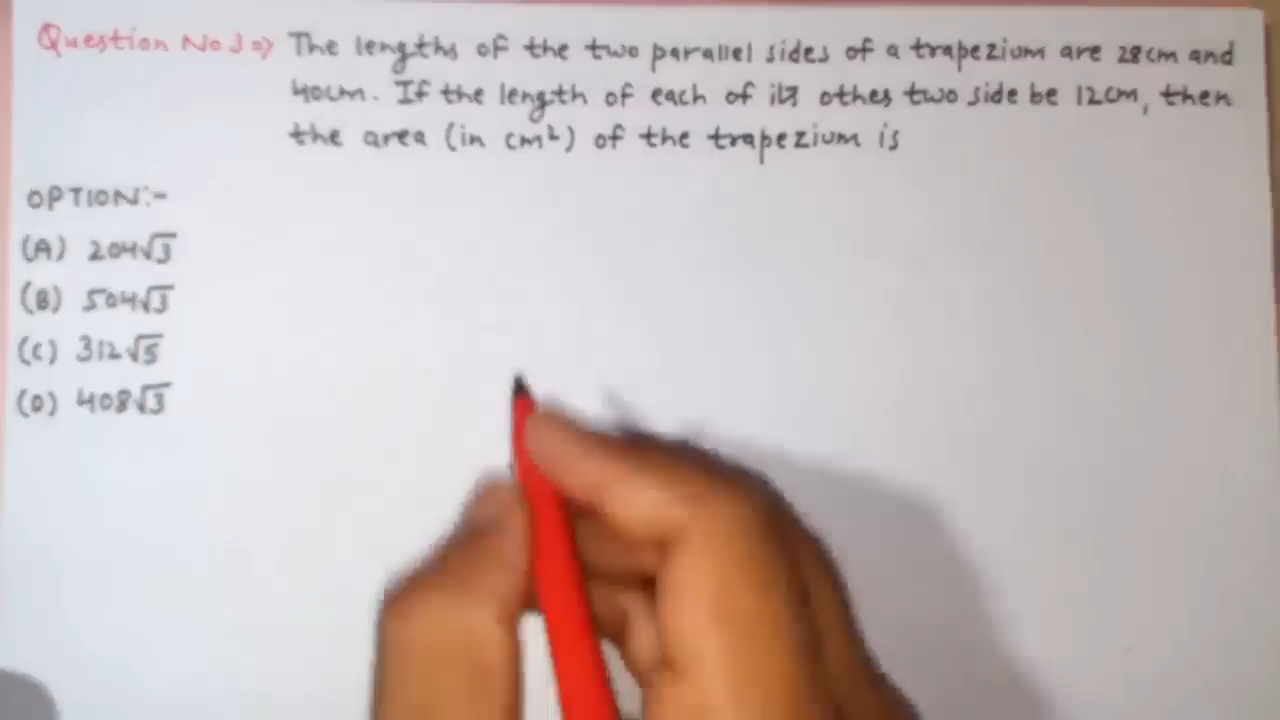 Question No 1 => The lengths of the two parallel sides of a trapezium are 28cm and
40cm. If the length of each of its other two side be 12cm, then
the area (in cm²) of the trapezium is
OPTION:-
(A) 204√3
(B) 504√3
(C) 312√5
(D) 408√3